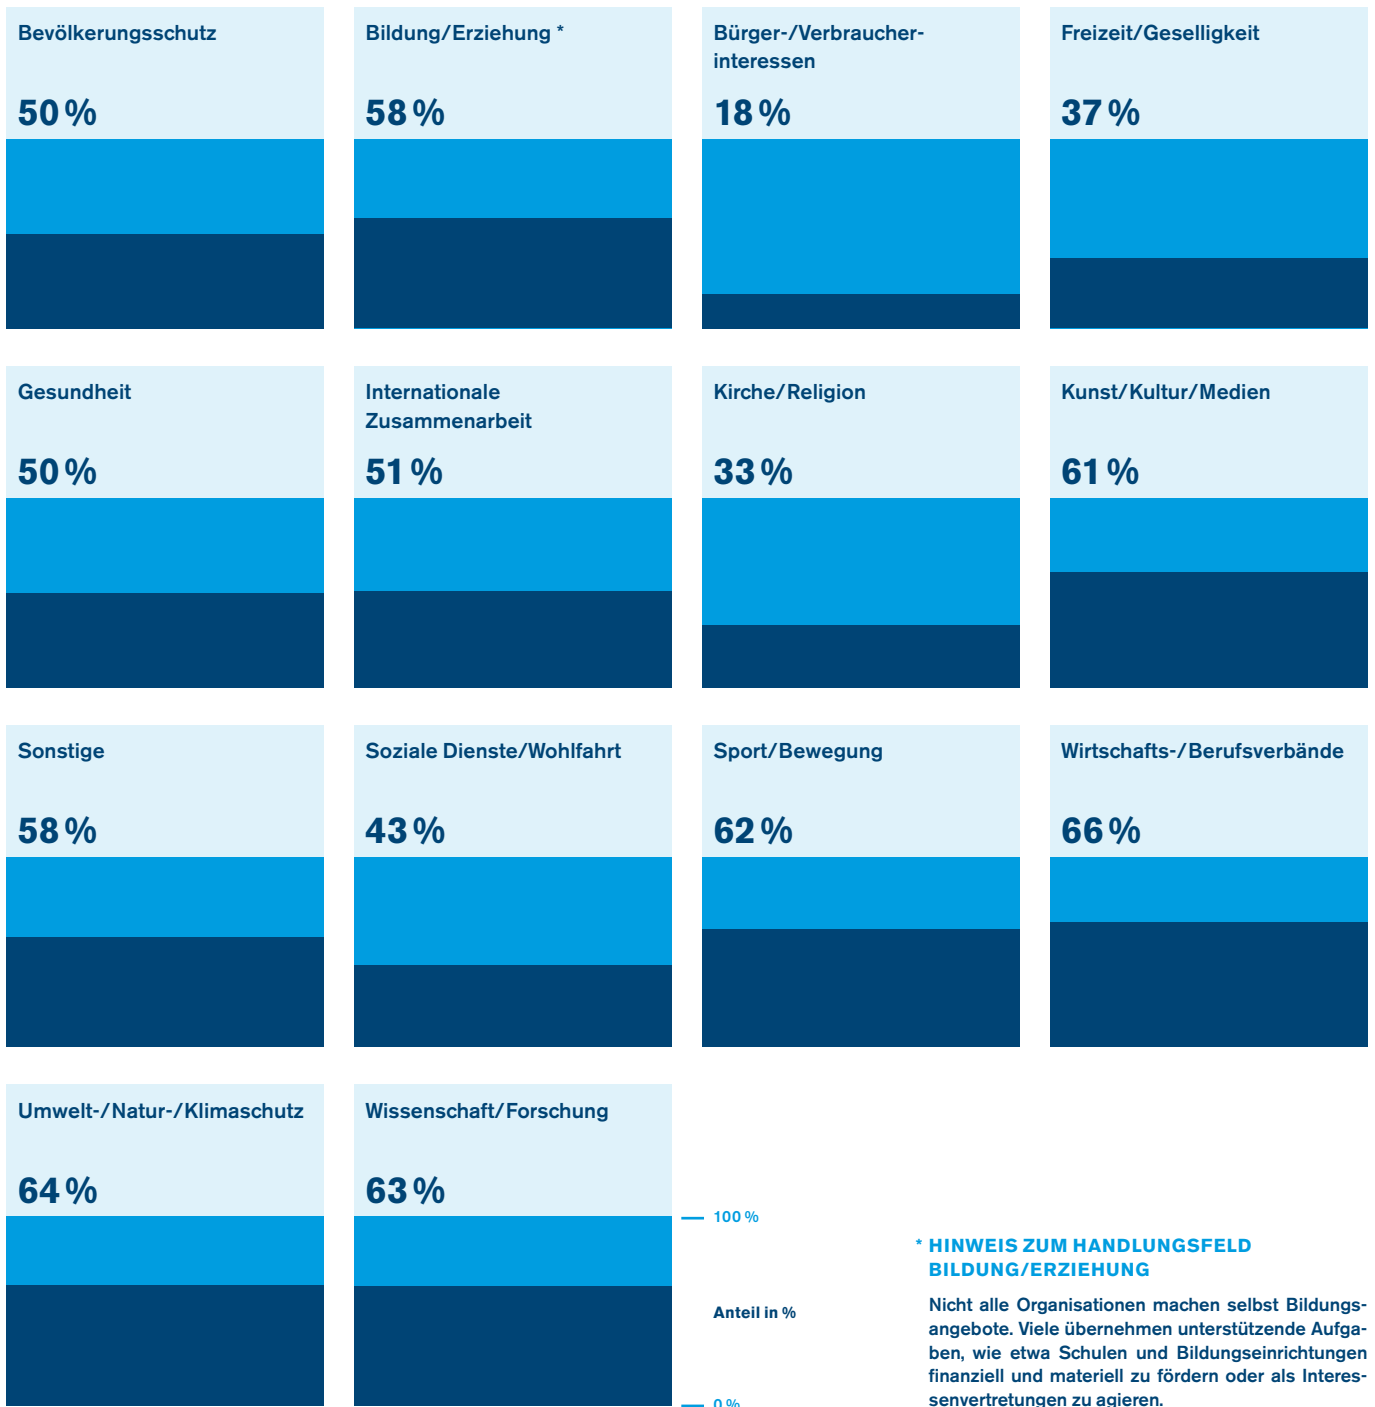 Bevölkerungsschutz
50 %
Bildung/Erziehung *
58 %
Bürger-/Verbraucher-
interessen
18 %
Freizeit/Geselligkeit
37 %
Gesundheit
50 %
Internationale
Zusammenarbeit
51 %
Kirche/Religion
33 %
Kunst/Kultur/Medien
61 %
Sonstige
58 %
Soziale Dienste/Wohlfahrt
43 %
Sport/Bewegung
62 %
Wirtschafts-/Berufsverbände
66 %
Umwelt-/Natur-/Klimaschutz
64 %
Wissenschaft/Forschung
63 %
100 %
Anteil in %
0 %
* HINWEIS ZUM HANDLUNGSFELD
BILDUNG/ERZIEHUNG
Nicht alle Organisationen machen selbst Bildungs-
angebote. Viele übernehmen unterstützende Aufga-
ben, wie etwa Schulen und Bildungseinrichtungen
finanziell und materiell zu fördern oder als Interes-
senvertretungen zu agieren.